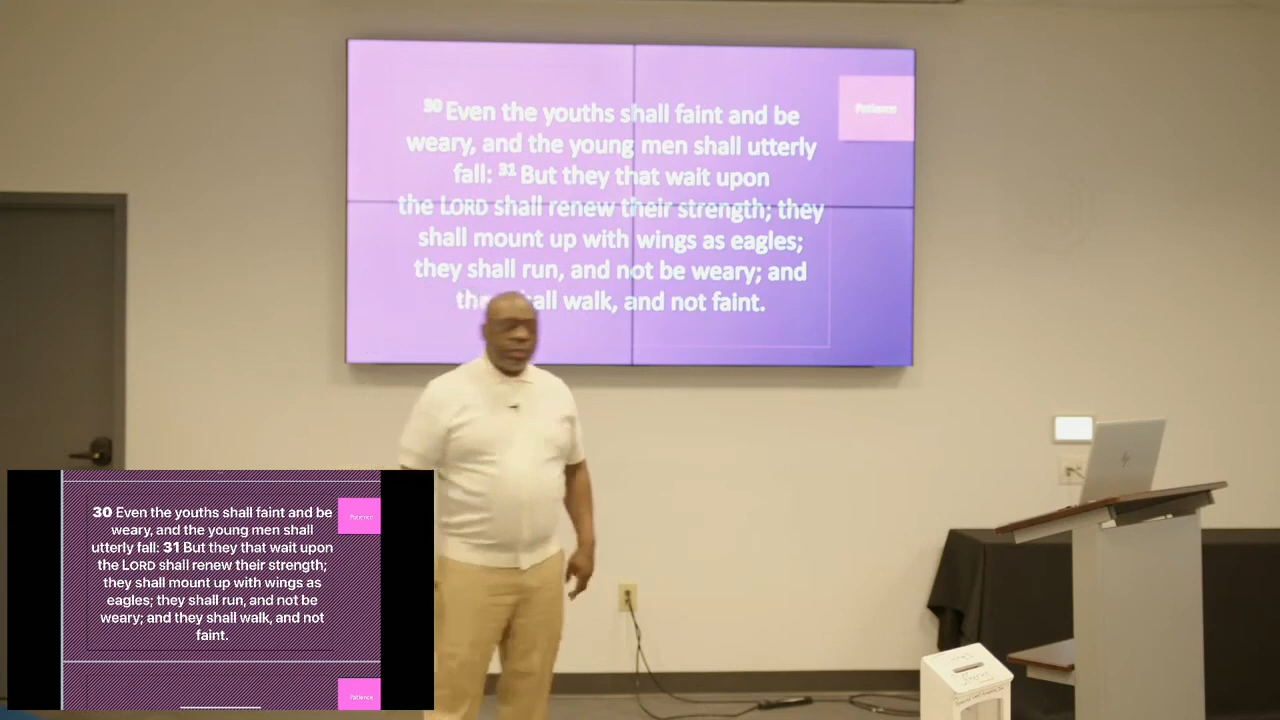 30 Even the youths shall faint and be
weary, and the young men shall utterly
fall: 31 But they that wait upon
the LORD shall renew their strength; they
shall mount up with wings as eagles;
they shall run, and not be weary; and
shall walk, and not faint.
Patience
30 Even the youths shall faint and be
weary, and the young men shall
utterly fall: 31 But they that wait upon
the LORD shall renew their strength;
they shall mount up with wings as
eagles; they shall run, and not be
weary; and they shall walk, and not
faint.
Patience
Patience